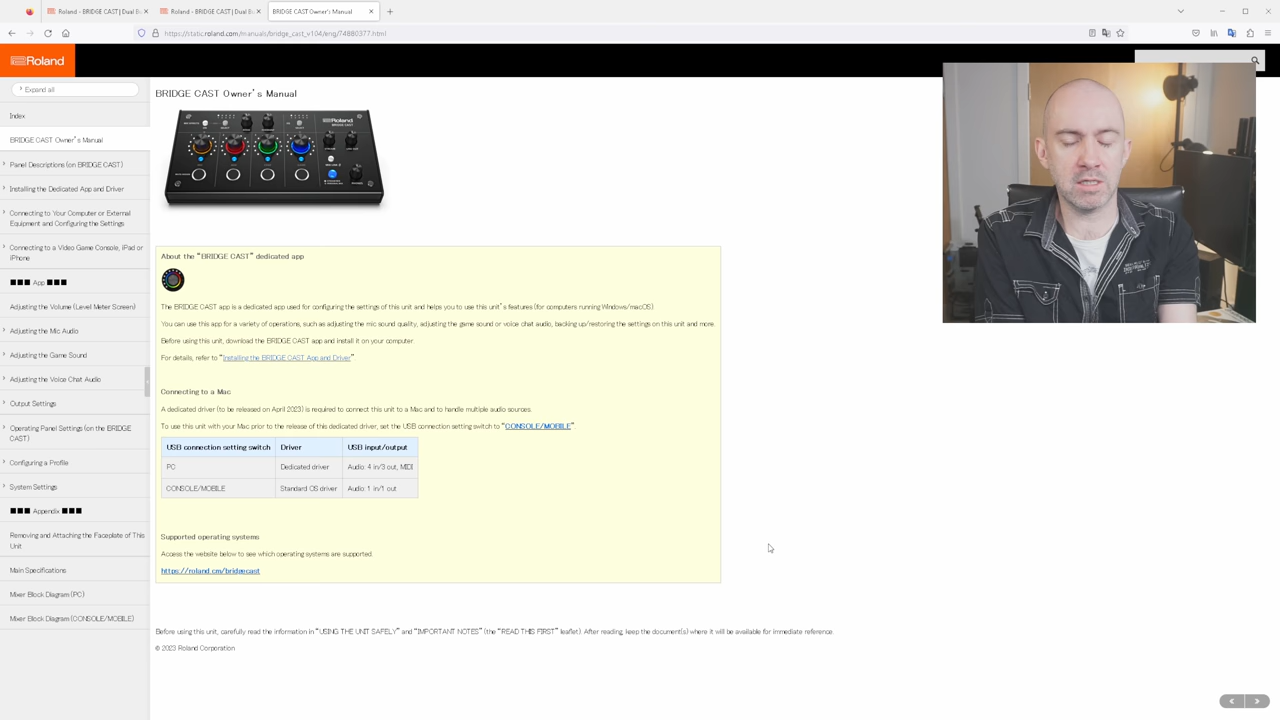 Roland - BRIDGE CAST | Dual B
Roland - BRIDGE CAST | Dual B
BRIDGE CAST Owner's Manual
https://static.roland.com/manuals/bridge_cast_v104/eng/74880377.html
Roland
Expand all
Index
BRIDGE CAST Owner's Manual
Panel Descriptions (on BRIDGE CAST)
Installing the Dedicated App and Driver
Connecting to Your Computer or External
Equipment and Configuring the Settings
Connecting to a Video Game Console, iPad or
iPhone
■■■ App ■■■
Adjusting the Volume (Level Meter Screen)
Adjusting the Mic Audio
Adjusting the Game Sound
Adjusting the Voice Chat Audio
Output Settings
Operating Panel Settings (on the BRIDGE
CAST)
Configuring a Profile
System Settings
■■■ Appendix ■■■
Removing and Attaching the Faceplate of This
Unit
Main Specifications
Mixer Block Diagram (PC)
Mixer Block Diagram (CONSOLE/MOBILE)
BRIDGE CAST Owner's Manual
Roland
About the "BRIDGE CAST" dedicated app
The BRIDGE CAST app is a dedicated app used for configuring the settings of this unit and helps you to use this unit's features (for computers running Windows/macOS)
You can use this app for a variety of operations, such as adjusting the mic sound quality, adjusting the game sound or voice chat audio, backing up/restoring the settings on this unit and more.
Before using this unit, download the BRIDGE CAST app and install it on your computer.
For details, refer to "Installing the BRIDGE CAST App and Driver"
Connecting to a Mac
A dedicated driver (to be released on April 2023) is required to connect this unit to a Mac and to handle multiple audio sources.
To use this unit with your Mac prior to the release of this dedicated driver, set the USB connection setting switch to "CONSOLE/MOBILE"
USB connection setting switch Driver USB input/output
PC Dedicated driver Audio: 4 in/3 out, MIDI
CONSOLE/MOBILE Standard OS driver Audio: 1 in/1 out
Supported operating systems
Access the website below to see which operating systems are supported.
https://roland.cm/bridgecast
Before using this unit, carefully read the information in "USING THE UNIT SAFELY" and "IMPORTANT NOTES" (the "READ THIS FIRST" leaflet). After reading, keep the document(s) where it will be available for immediate reference.
© 2023 Roland Corporation